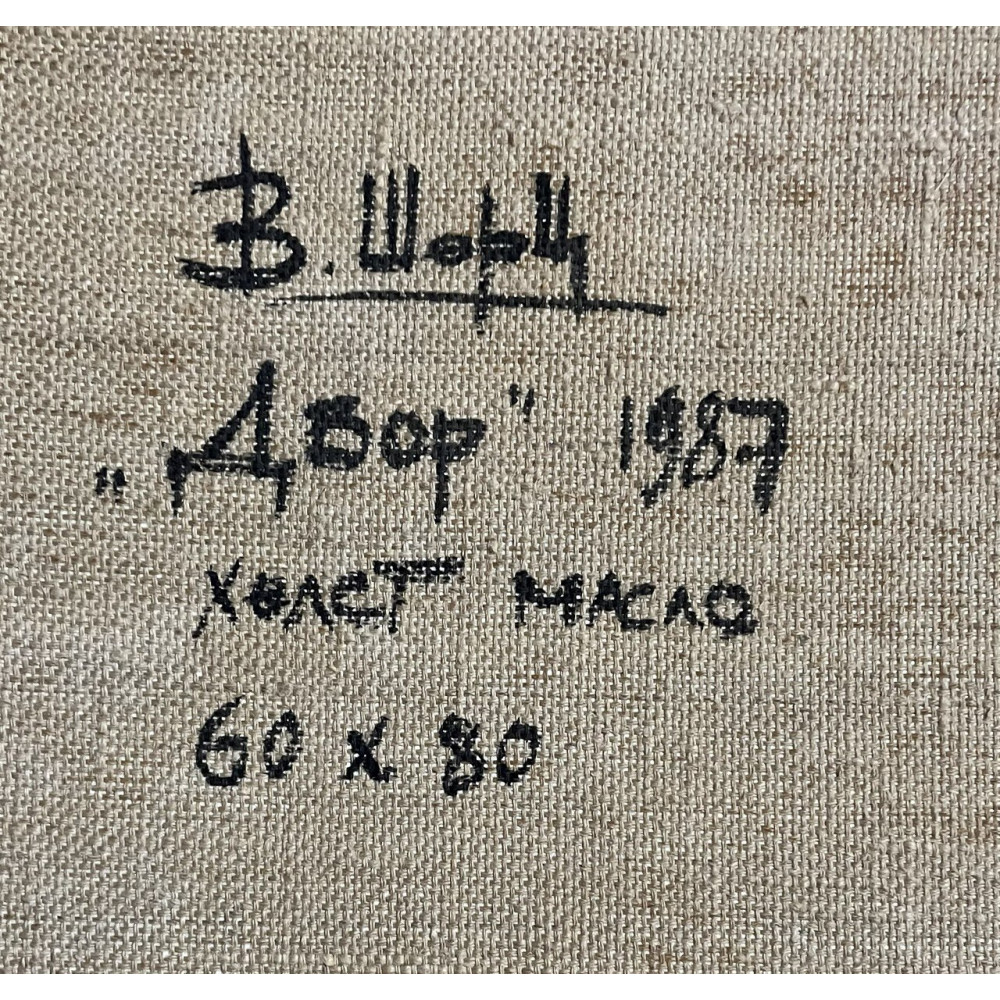 В. Шорц
„Двор" 1987
холст масло
60 х 80